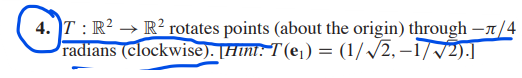 4. T : ℝ² → ℝ² rotates points (about the origin) through −π/4
radians (clockwise). [Hint: T(e₁) = (1/√2, −1/√2).]